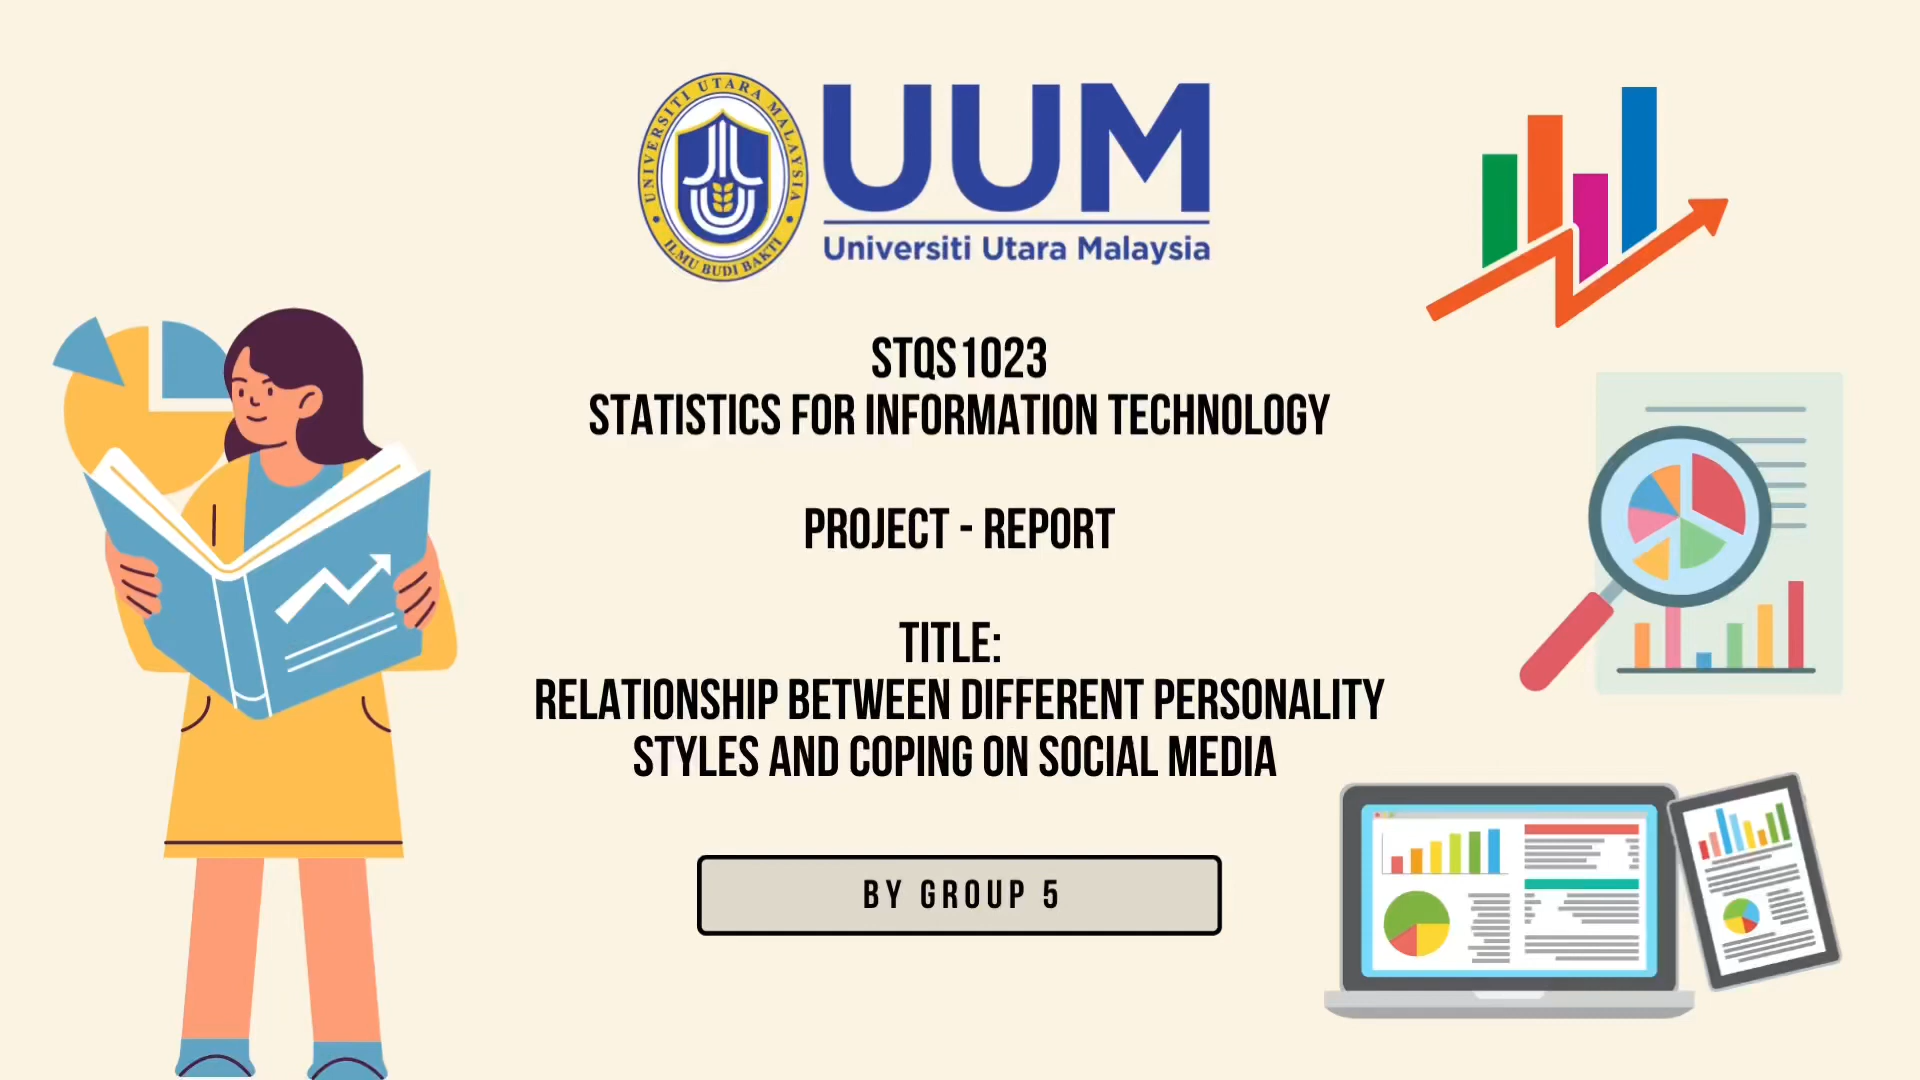 UNIVERSITI UTARA MALAYSIA
ILMU BUDI BAKTI
UUM
Universiti Utara Malaysia
STQS1023
STATISTICS FOR INFORMATION TECHNOLOGY
PROJECT - REPORT
TITLE:
RELATIONSHIP BETWEEN DIFFERENT PERSONALITY
STYLES AND COPING ON SOCIAL MEDIA
BY GROUP 5